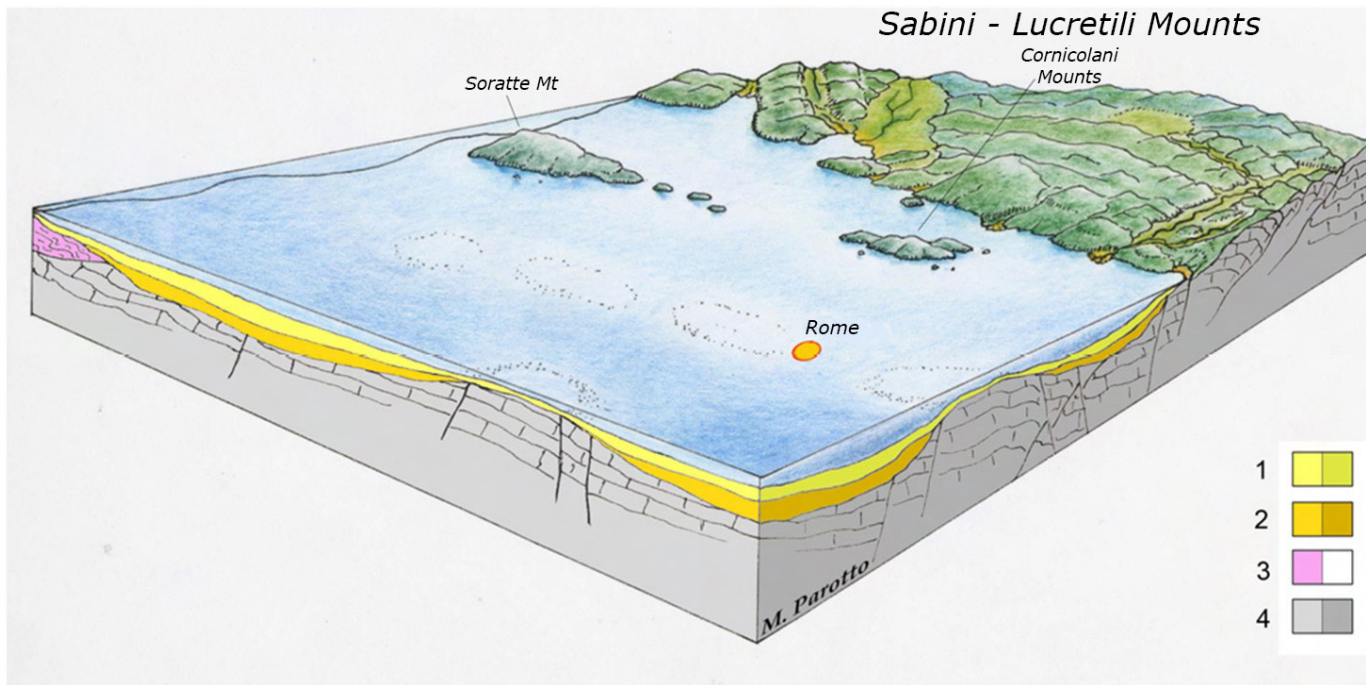 Sabini - Lucretili Mounts
Cornicolani
Mounts
Soratte Mt
Rome
1
2
3
4
M. Parotto